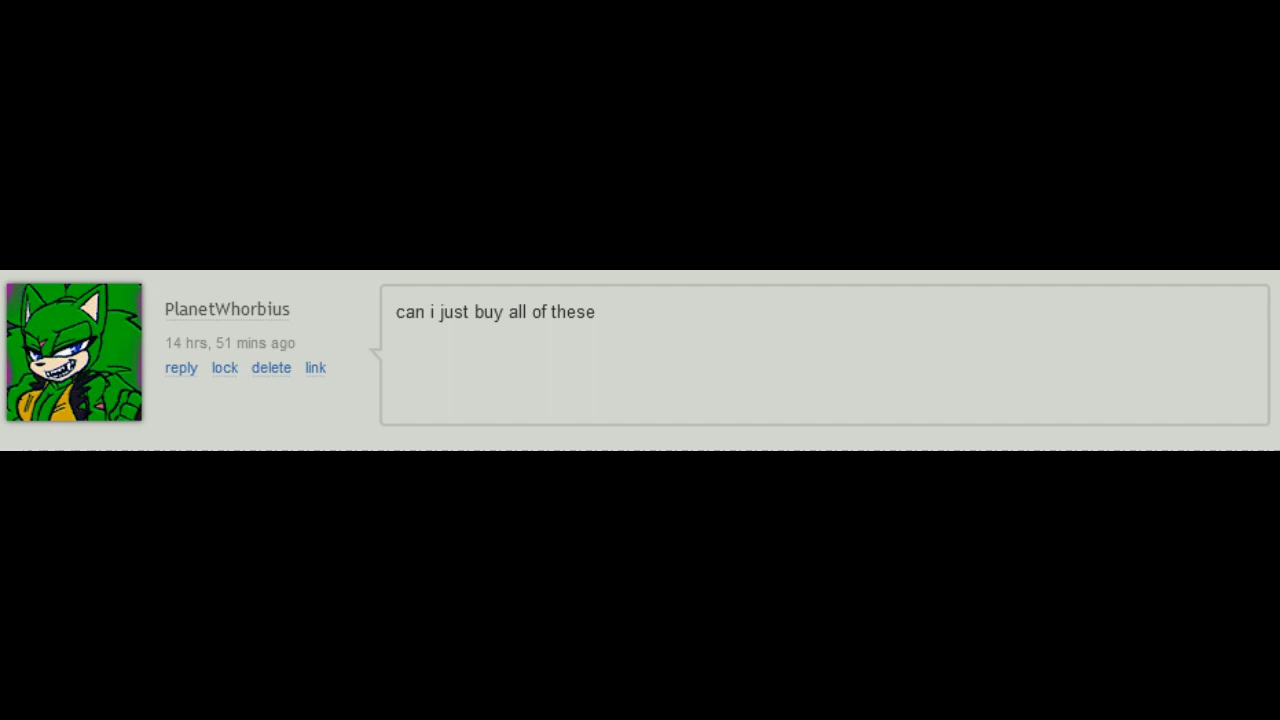 PlanetWhorbius
14 hrs, 51 mins ago
reply lock delete link
can i just buy all of these